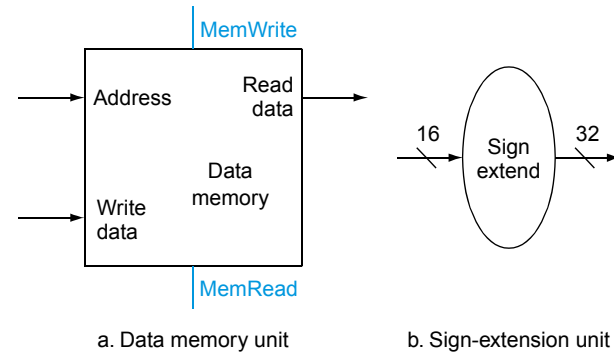 MemWrite
Address
Read
data
Data
memory
Write
data
MemRead
a. Data memory unit
16
Sign
extend
32
b. Sign-extension unit